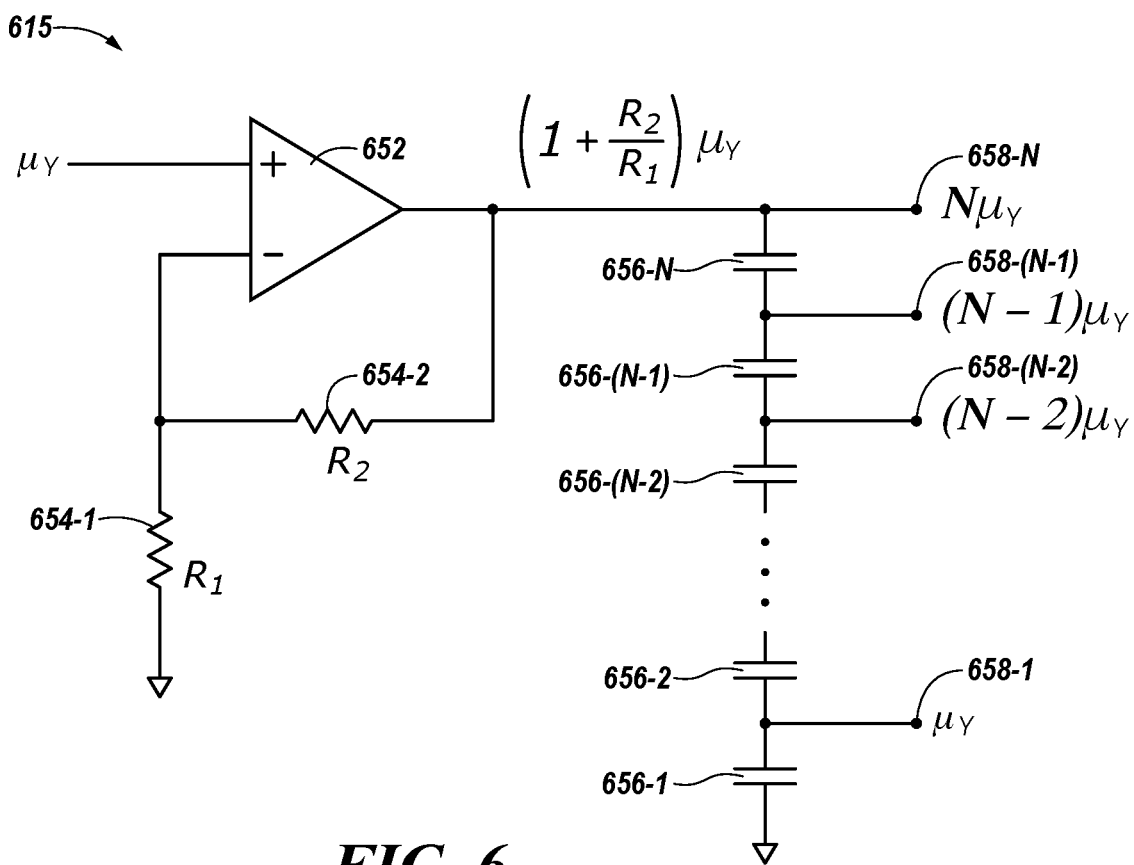 615
μY
+
652
(1 + R2/R1) μY
658-N
NμY
−
656-N
658-(N-1)
(N – 1)μY
654-2
656-(N-1)
658-(N-2)
(N – 2)μY
R2
656-(N-2)
654-1
R1
656-2
658-1
μY
656-1
FIG. 6